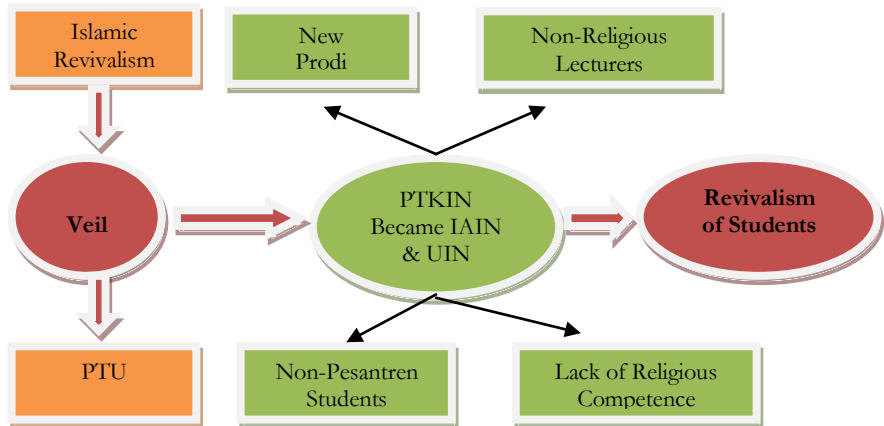 Islamic
Revivalism
New
Prodi
Non-Religious
Lecturers
Veil
PTKIN
Became IAIN
& UIN
Revivalism
of Students
PTU
Non-Pesantren
Students
Lack of Religious
Competence